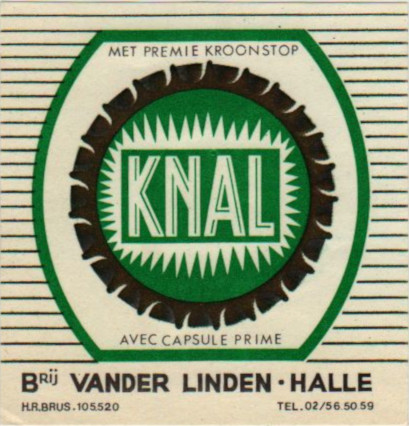 MET PREMIE KROONSTOP
KNAL
AVEC CAPSULE PRIME
Brij VANDER LINDEN · HALLE
H.R.BRUS.105520 TEL.02/56 50 59